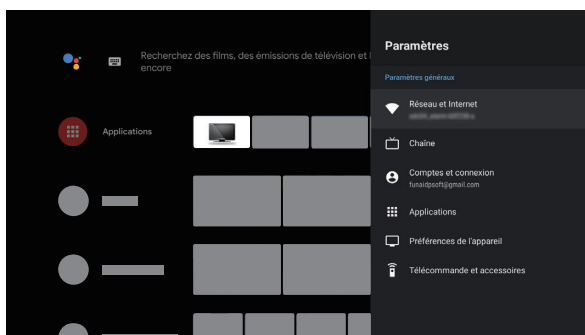 Recherchez des films, des émissions de télévision et
encore
Applications
Paramètres
Paramètres généraux
Réseau et Internet
Chaîne
Comptes et connexion
funaidpsoft@gmail.com
Applications
Préférences de l'appareil
Télécommande et accessoires